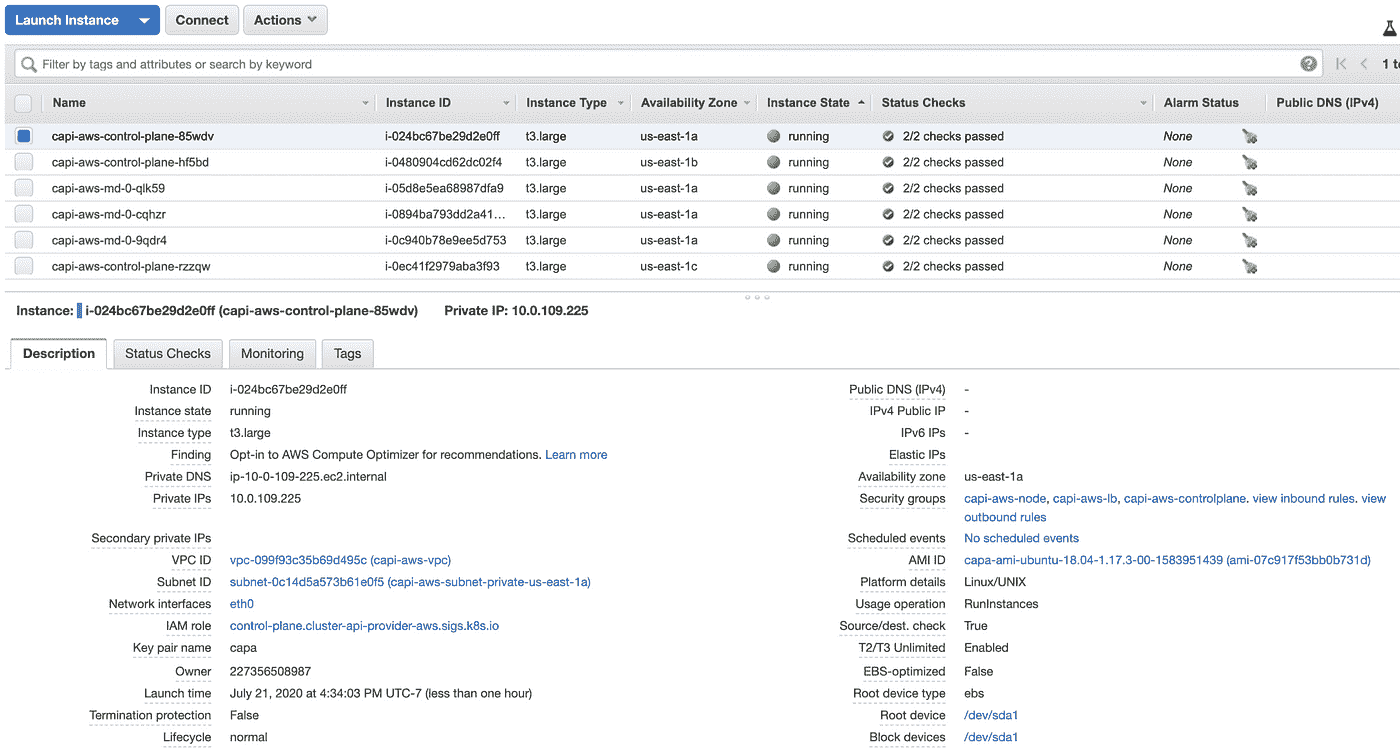 Launch Instance Connect Actions
Filter by tags and attributes or search by keyword 1 to
Name Instance ID Instance Type Availability Zone Instance State Status Checks Alarm Status Public DNS (IPv4)
capi-aws-control-plane-85wdv i-024bc67be29d2e0ff t3.large us-east-1a running 2/2 checks passed None
capi-aws-control-plane-hf5bd i-0480904cd62dc02f4 t3.large us-east-1b running 2/2 checks passed None
capi-aws-md-0-qlk59 i-05d8e5ea68987dfa9 t3.large us-east-1a running 2/2 checks passed None
capi-aws-md-0-cqhzr i-0894ba793dd2a41... t3.large us-east-1a running 2/2 checks passed None
capi-aws-md-0-9qdr4 i-0c940b78e9ee5d753 t3.large us-east-1a running 2/2 checks passed None
capi-aws-control-plane-rzzqw i-0ec41f2979aba3f93 t3.large us-east-1c running 2/2 checks passed None
Instance: i-024bc67be29d2e0ff (capi-aws-control-plane-85wdv) Private IP: 10.0.109.225
Description Status Checks Monitoring Tags
Instance ID i-024bc67be29d2e0ff Public DNS (IPv4) -
Instance state running IPv4 Public IP -
Instance type t3.large IPv6 IPs -
Finding Opt-in to AWS Compute Optimizer for recommendations. Learn more Elastic IPs
Private DNS ip-10-0-109-225.ec2.internal Availability zone us-east-1a
Private IPs 10.0.109.225 Security groups capi-aws-node, capi-aws-lb, capi-aws-controlplane. view inbound rules. view
outbound rules
Secondary private IPs Scheduled events No scheduled events
VPC ID vpc-099f93c35b69d495c (capi-aws-vpc) AMI ID capa-ami-ubuntu-18.04-1.17.3-00-1583951439 (ami-07c917f53bb0b731d)
Subnet ID subnet-0c14d5a573b61e0f5 (capi-aws-subnet-private-us-east-1a) Platform details Linux/UNIX
Network interfaces eth0 Usage operation RunInstances
IAM role control-plane.cluster-api-provider-aws.sigs.k8s.io Source/dest. check True
Key pair name capa T2/T3 Unlimited Enabled
Owner 227356508987 EBS-optimized False
Launch time July 21, 2020 at 4:34:03 PM UTC-7 (less than one hour) Root device type ebs
Termination protection False Root device /dev/sda1
Lifecycle normal Block devices /dev/sda1